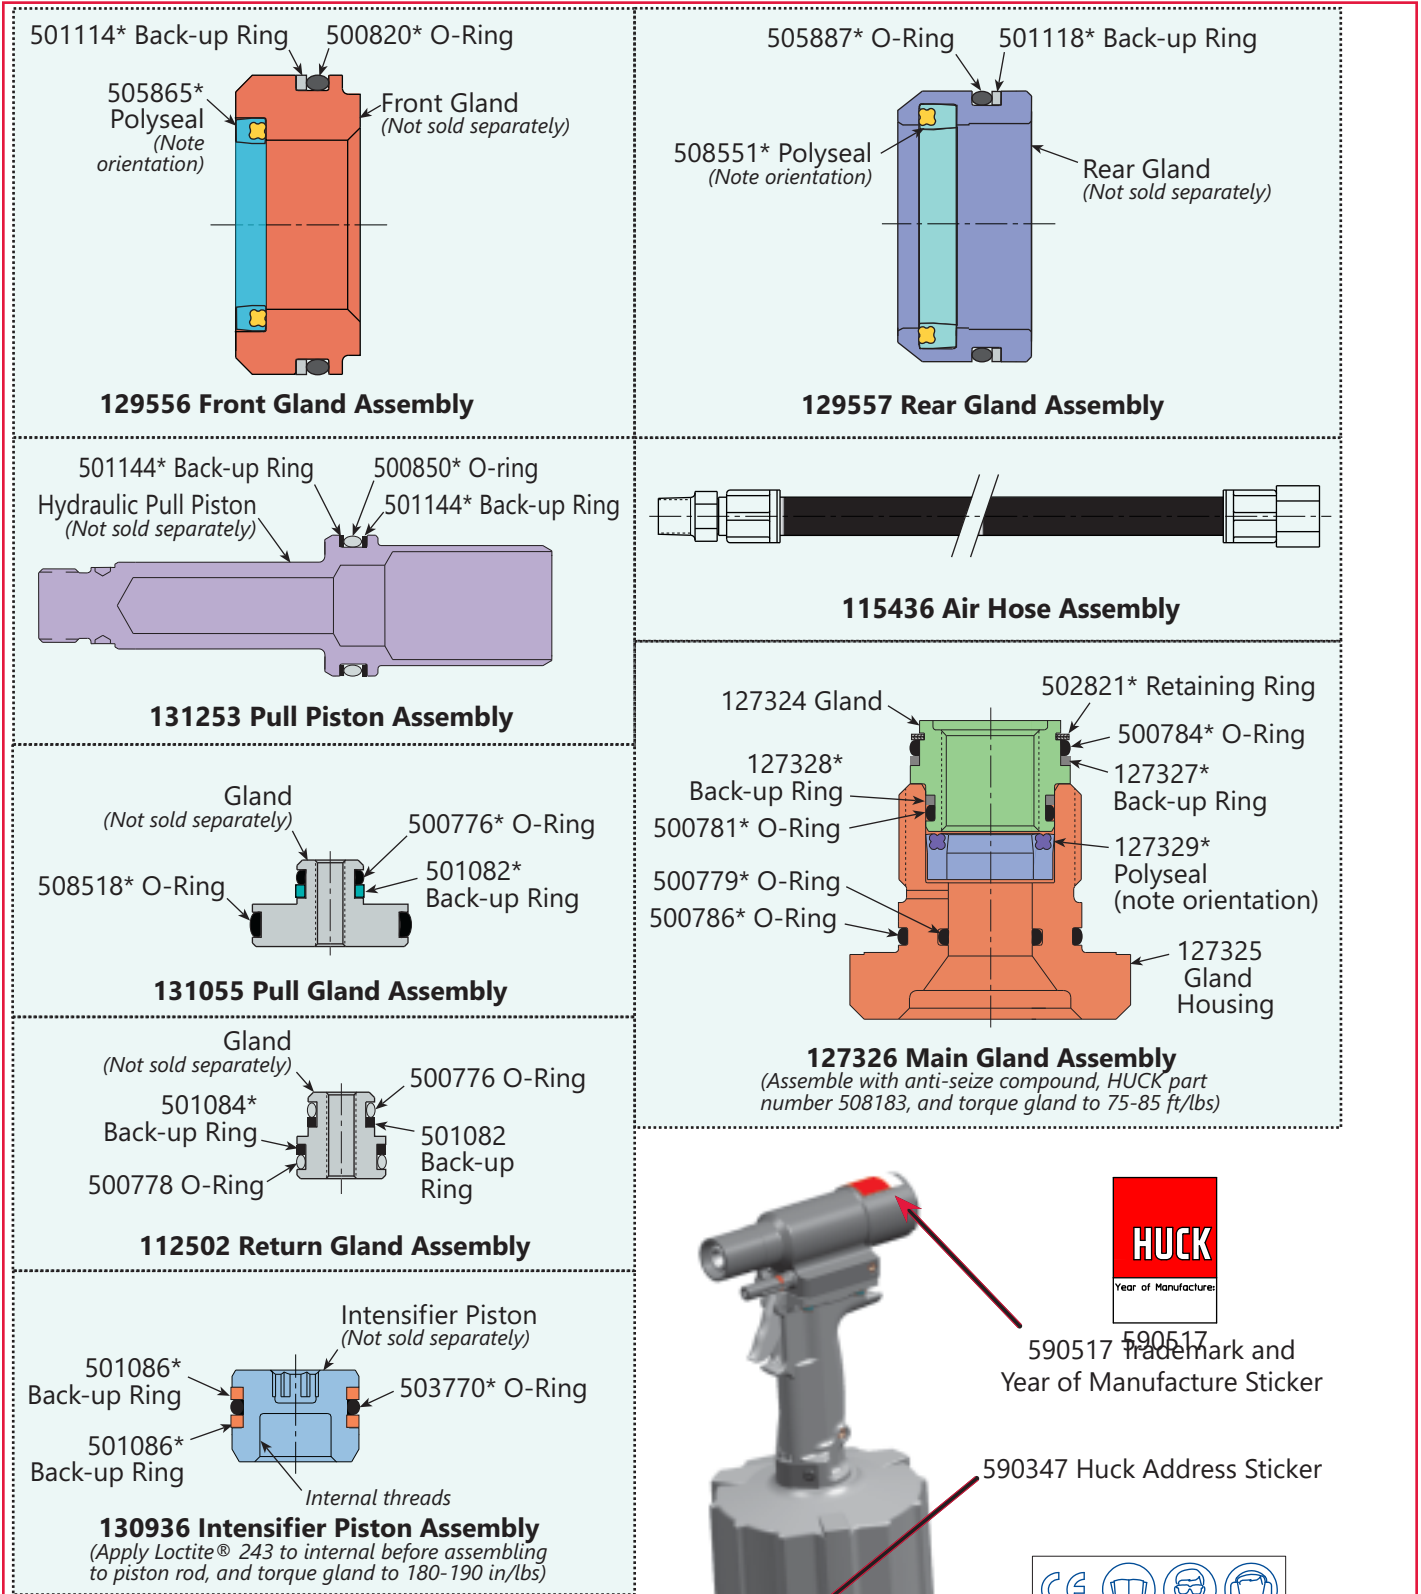 501114* Back-up Ring
500820* O-Ring
505865*
Polyseal
(Note
orientation)
Front Gland
(Not sold separately)
129556 Front Gland Assembly
505887* O-Ring
501118* Back-up Ring
508551* Polyseal
(Note orientation)
Rear Gland
(Not sold separately)
129557 Rear Gland Assembly
501144* Back-up Ring
500850* O-ring
Hydraulic Pull Piston
(Not sold separately)
501144* Back-up Ring
131253 Pull Piston Assembly
115436 Air Hose Assembly
Gland
(Not sold separately)
500776* O-Ring
508518* O-Ring
501082*
Back-up Ring
131055 Pull Gland Assembly
127324 Gland
502821* Retaining Ring
500784* O-Ring
127328*
Back-up Ring
127327*
Back-up Ring
500781* O-Ring
127329*
Polyseal
(note orientation)
500779* O-Ring
500786* O-Ring
127325
Gland
Housing
127326 Main Gland Assembly
(Assemble with anti-seize compound, HUCK part
number 508183, and torque gland to 75-85 ft/lbs)
Gland
(Not sold separately)
500776 O-Ring
501084*
Back-up Ring
501082
Back-up
Ring
500778 O-Ring
112502 Return Gland Assembly
Intensifier Piston
(Not sold separately)
501086*
Back-up Ring
503770* O-Ring
501086*
Back-up Ring
Internal threads
130936 Intensifier Piston Assembly
(Apply Loctite® 243 to internal before assembling
to piston rod, and torque gland to 180-190 in/lbs)
HUCK
Year of Manufacture:
590517
590517 Trademark and
Year of Manufacture Sticker
590347 Huck Address Sticker
CE